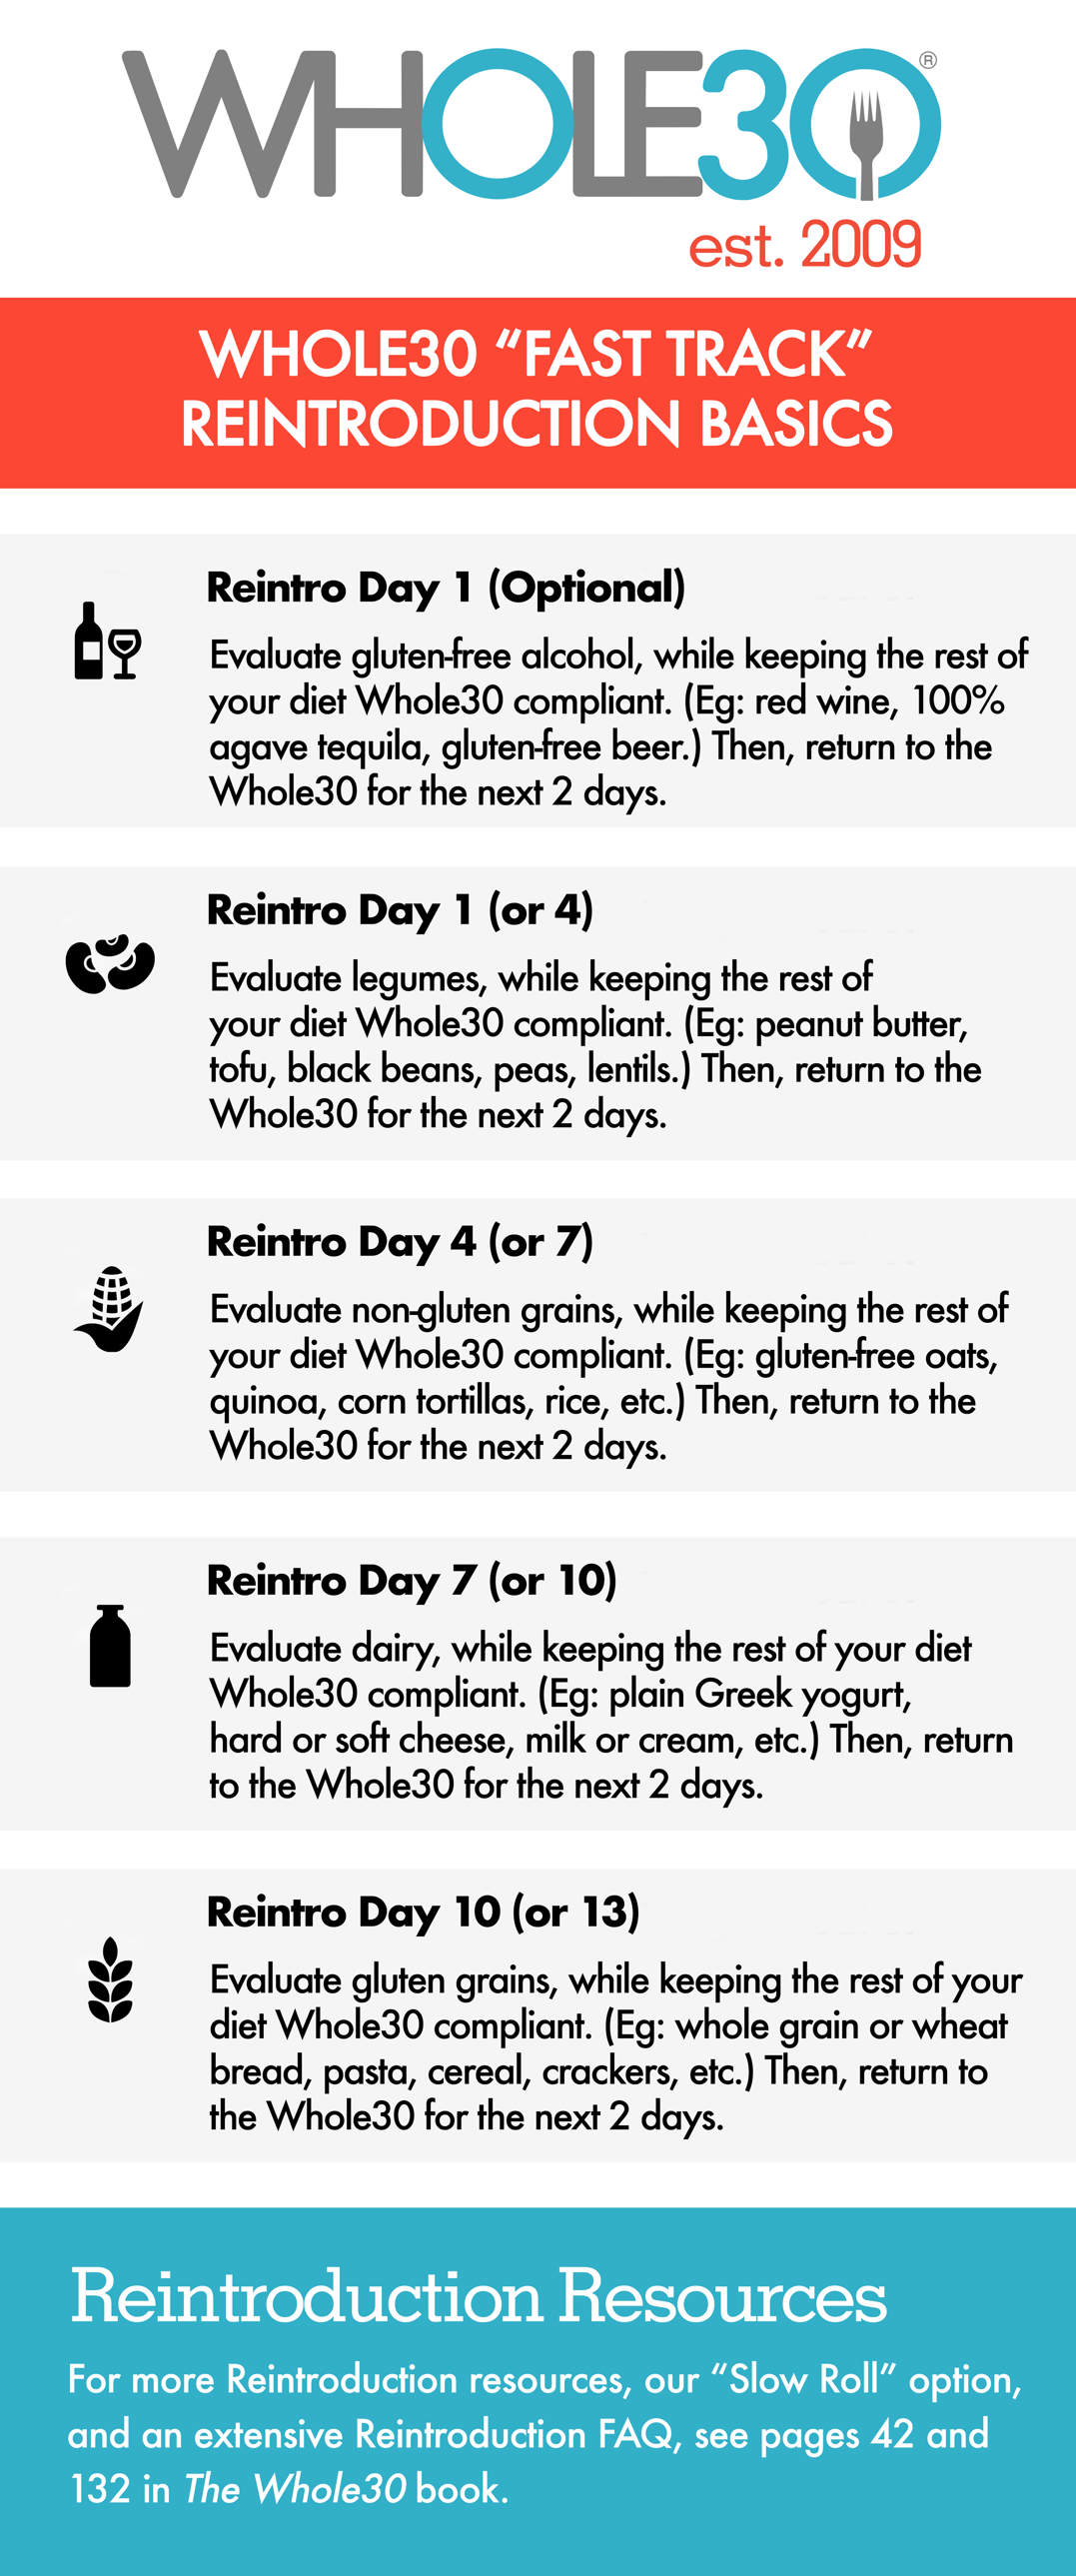 WHOLE30®
est. 2009
WHOLE30 “FAST TRACK”
REINTRODUCTION BASICS
Reintro Day 1 (Optional)
Evaluate gluten-free alcohol, while keeping the rest of
your diet Whole30 compliant. (Eg: red wine, 100%
agave tequila, gluten-free beer.) Then, return to the
Whole30 for the next 2 days.
Reintro Day 1 (or 4)
Evaluate legumes, while keeping the rest of
your diet Whole30 compliant. (Eg: peanut butter,
tofu, black beans, peas, lentils.) Then, return to the
Whole30 for the next 2 days.
Reintro Day 4 (or 7)
Evaluate non-gluten grains, while keeping the rest of
your diet Whole30 compliant. (Eg: gluten-free oats,
quinoa, corn tortillas, rice, etc.) Then, return to the
Whole30 for the next 2 days.
Reintro Day 7 (or 10)
Evaluate dairy, while keeping the rest of your diet
Whole30 compliant. (Eg: plain Greek yogurt,
hard or soft cheese, milk or cream, etc.) Then, return
to the Whole30 for the next 2 days.
Reintro Day 10 (or 13)
Evaluate gluten grains, while keeping the rest of your
diet Whole30 compliant. (Eg: whole grain or wheat
bread, pasta, cereal, crackers, etc.) Then, return to
the Whole30 for the next 2 days.
Reintroduction Resources
For more Reintroduction resources, our “Slow Roll” option,
and an extensive Reintroduction FAQ, see pages 42 and
132 in The Whole30 book.